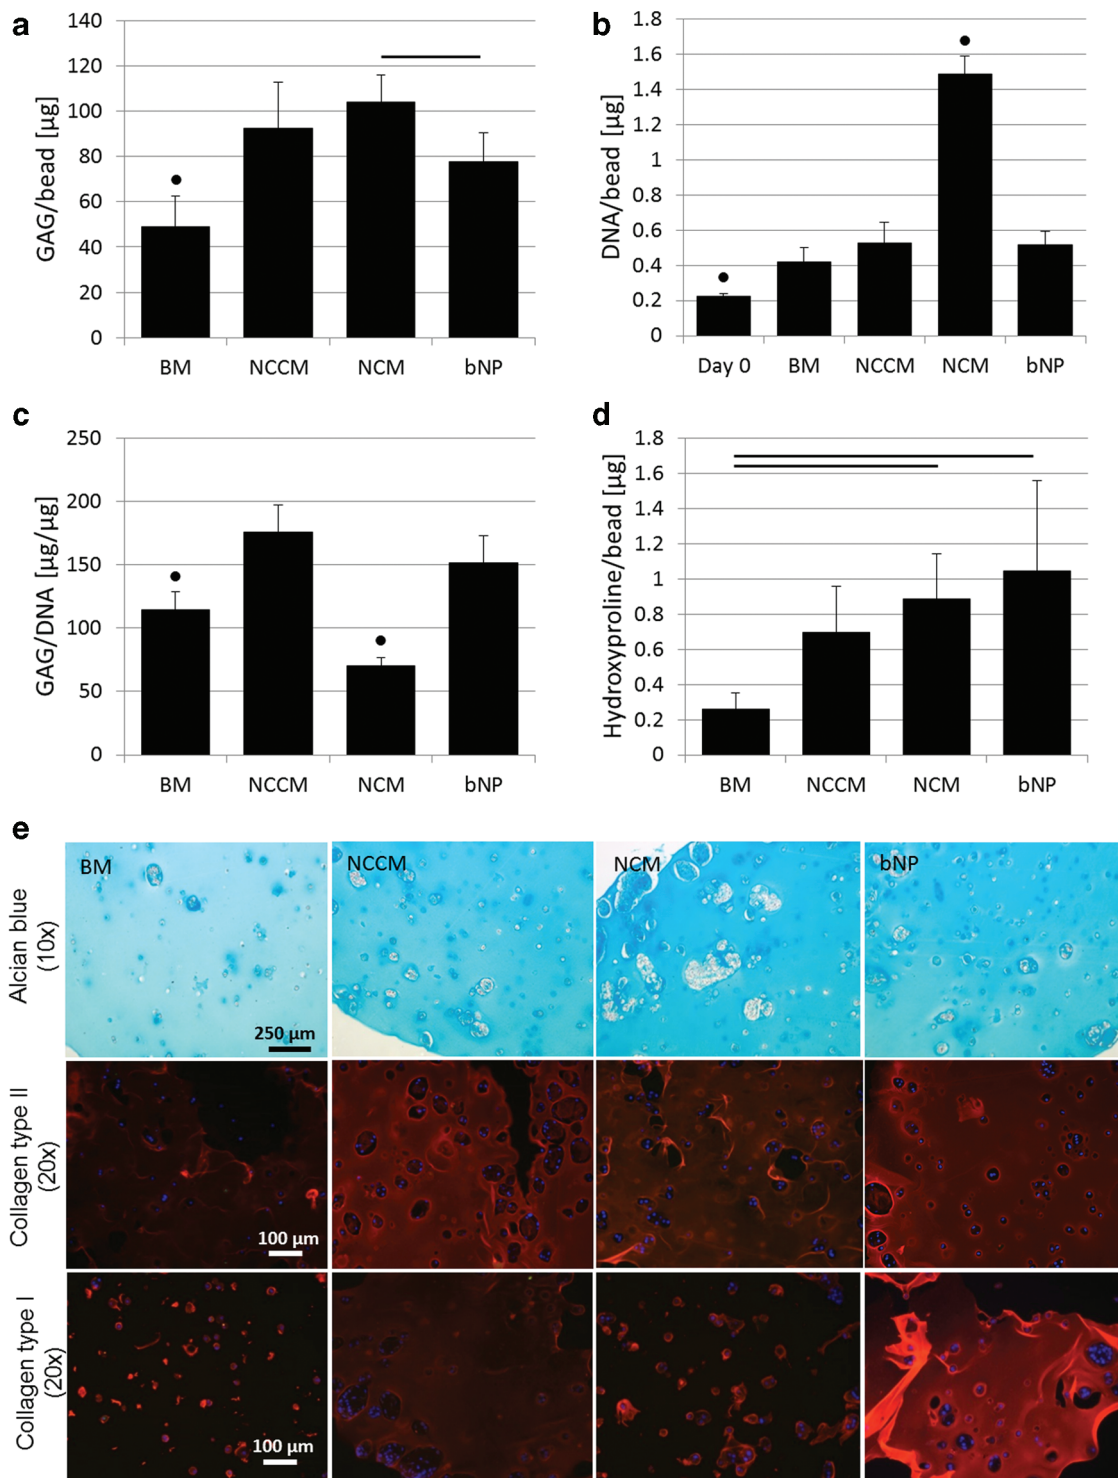 a
GAG/bead [µg]
140
120
100
80
60
40
20
0
BM NCCM NCM bNP
b
DNA/bead [µg]
1.8
1.6
1.4
1.2
1
0.8
0.6
0.4
0.2
0
Day 0 BM NCCM NCM bNP
c
GAG/DNA [µg/µg]
250
200
150
100
50
0
BM NCCM NCM bNP
d
Hydroxyproline/bead [µg]
1.8
1.6
1.4
1.2
1
0.8
0.6
0.4
0.2
0
BM NCCM NCM bNP
e
Alcian blue
(10x)
BM NCCM NCM bNP
250 µm
Collagen type II
(20x)
100 µm
Collagen type I
(20x)
100 µm